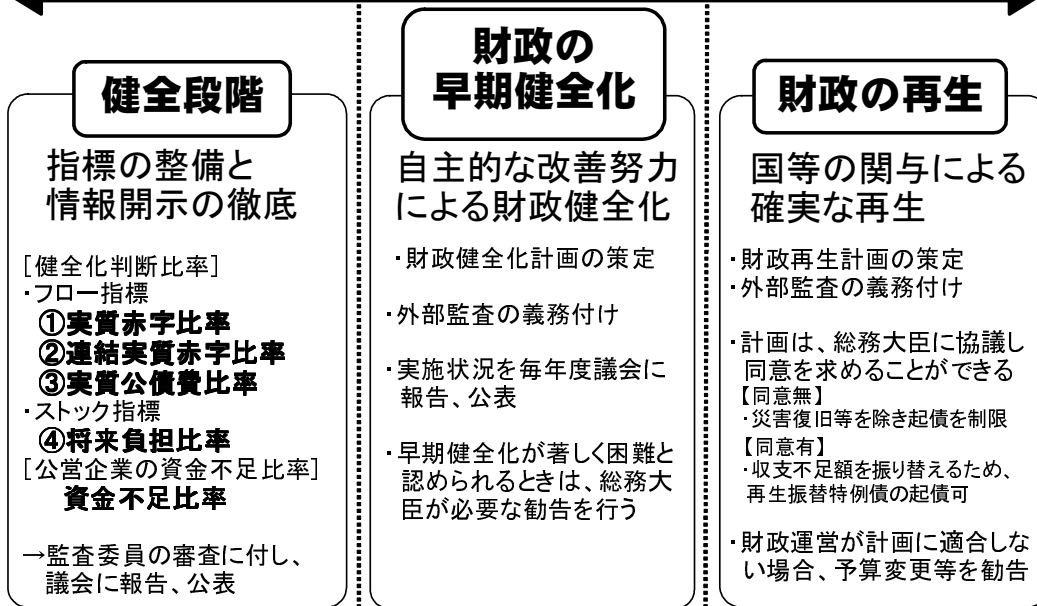 健全段階
指標の整備と
情報開示の徹底
[健全化判断比率]
・フロー指標
①実質赤字比率
②連結実質赤字比率
③実質公債費比率
・ストック指標
④将来負担比率
[公営企業の資金不足比率]
資金不足比率
→監査委員の審査に付し、
議会に報告、公表
財政の
早期健全化
自主的な改善努力
による財政健全化
・財政健全化計画の策定
・外部監査の義務付け
・実施状況を毎年度議会に
報告、公表
・早期健全化が著しく困難と
認められるときは、総務大
臣が必要な勧告を行う
財政の再生
国等の関与による
確実な再生
・財政再生計画の策定
・外部監査の義務付け
・計画は、総務大臣に協議し
同意を求めることができる
【同意無】
・災害復旧等を除き起債を制限
【同意有】
・収支不足額を振り替えるため、
再生振替特例債の起債可
・財政運営が計画に適合しな
い場合、予算変更等を勧告